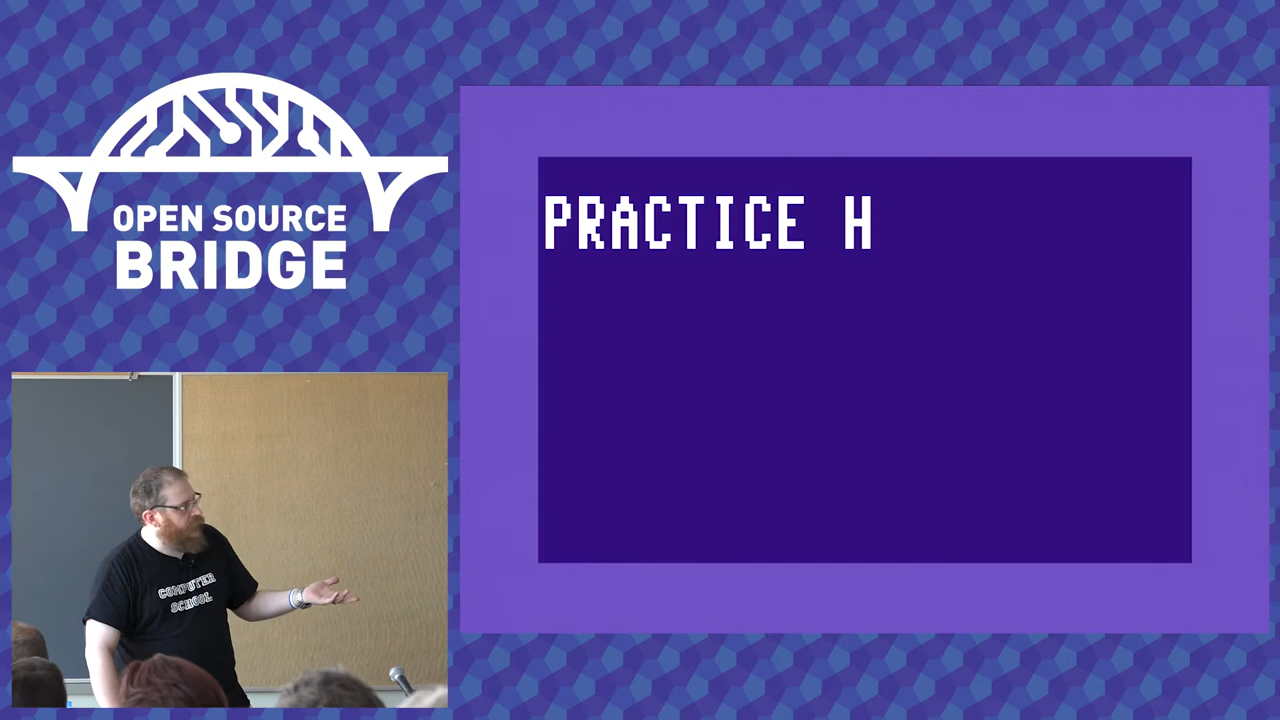 OPEN SOURCE
BRIDGE
PRACTICE H
COMPUTER
SCHOOL